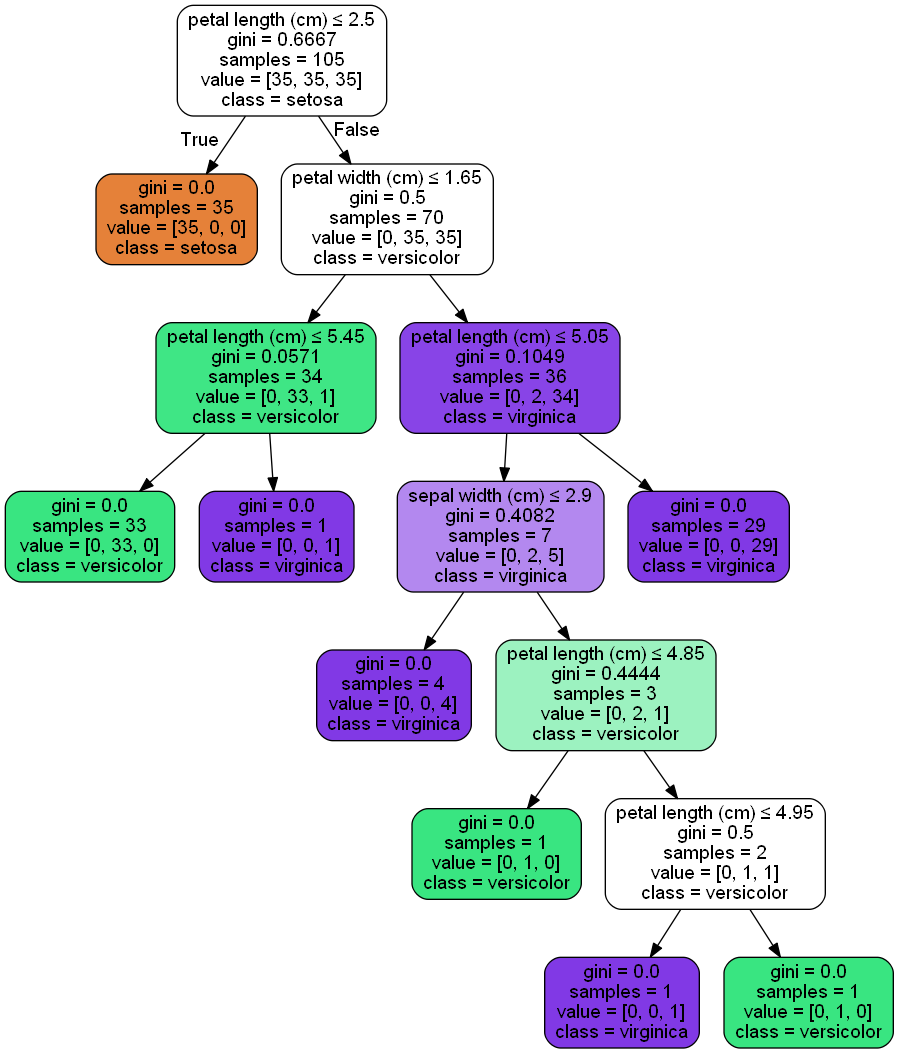 petal length (cm) ≤ 2.5
gini = 0.6667
samples = 105
value = [35, 35, 35]
class = setosa
True
False
gini = 0.0
samples = 35
value = [35, 0, 0]
class = setosa
petal width (cm) ≤ 1.65
gini = 0.5
samples = 70
value = [0, 35, 35]
class = versicolor
petal length (cm) ≤ 5.45
gini = 0.0571
samples = 34
value = [0, 33, 1]
class = versicolor
petal length (cm) ≤ 5.05
gini = 0.1049
samples = 36
value = [0, 2, 34]
class = virginica
gini = 0.0
samples = 33
value = [0, 33, 0]
class = versicolor
gini = 0.0
samples = 1
value = [0, 0, 1]
class = virginica
sepal width (cm) ≤ 2.9
gini = 0.4082
samples = 7
value = [0, 2, 5]
class = virginica
gini = 0.0
samples = 29
value = [0, 0, 29]
class = virginica
gini = 0.0
samples = 4
value = [0, 0, 4]
class = virginica
petal length (cm) ≤ 4.85
gini = 0.4444
samples = 3
value = [0, 2, 1]
class = versicolor
gini = 0.0
samples = 1
value = [0, 1, 0]
class = versicolor
petal length (cm) ≤ 4.95
gini = 0.5
samples = 2
value = [0, 1, 1]
class = versicolor
gini = 0.0
samples = 1
value = [0, 0, 1]
class = virginica
gini = 0.0
samples = 1
value = [0, 1, 0]
class = versicolor